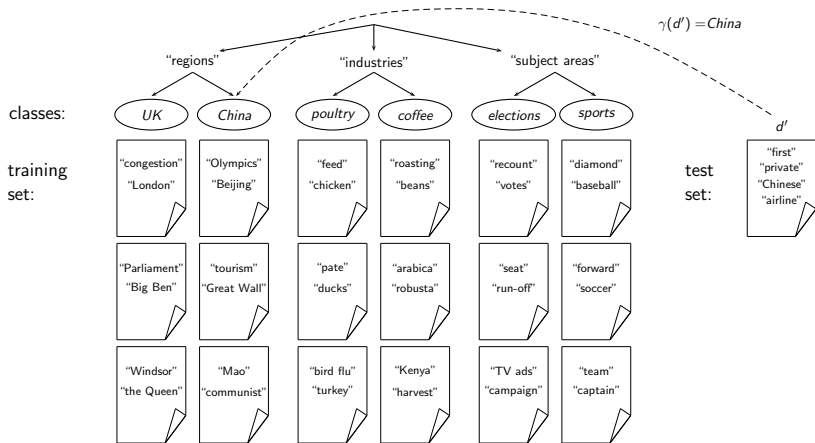 γ(d′) =China
“regions” “industries” “subject areas”
classes: UK China poultry coffee elections sports
d′
training set:
“congestion” “London”
“Olympics” “Beijing”
“feed” “chicken”
“roasting” “beans”
“recount” “votes”
“diamond” “baseball”
test set:
“first”
“private”
“Chinese”
“airline”
“Parliament” “Big Ben”
“tourism” “Great Wall”
“pate” “ducks”
“arabica” “robusta”
“seat” “run-off”
“forward” “soccer”
“Windsor” “the Queen”
“Mao” “communist”
“bird flu” “turkey”
“Kenya” “harvest”
“TV ads” “campaign”
“team” “captain”